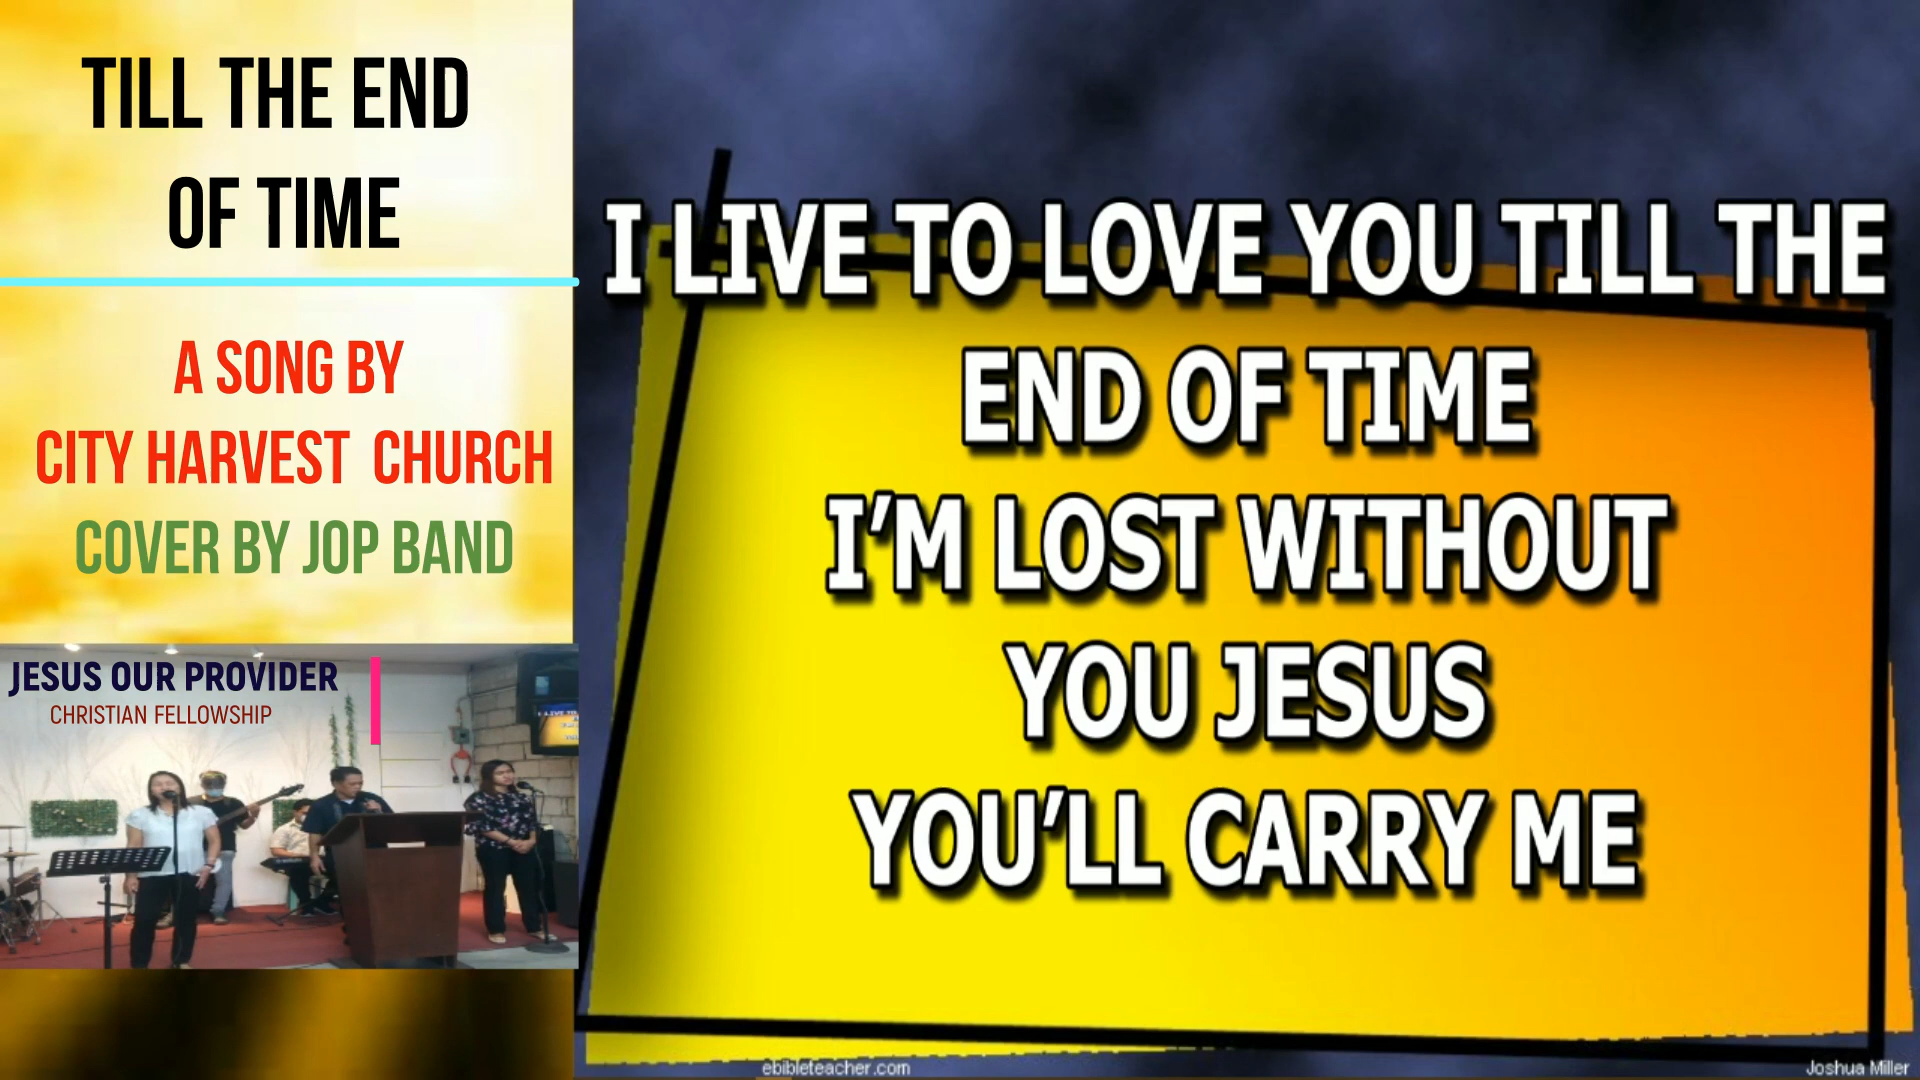 TILL THE END
OF TIME
A SONG BY
CITY HARVEST CHURCH
COVER BY JOP BAND
JESUS OUR PROVIDER
CHRISTIAN FELLOWSHIP
I LIVE TO LOVE YOU TILL THE
END OF TIME
I’M LOST WITHOUT
YOU JESUS
YOU’LL CARRY ME
ebibleteacher.com
Joshua Miller